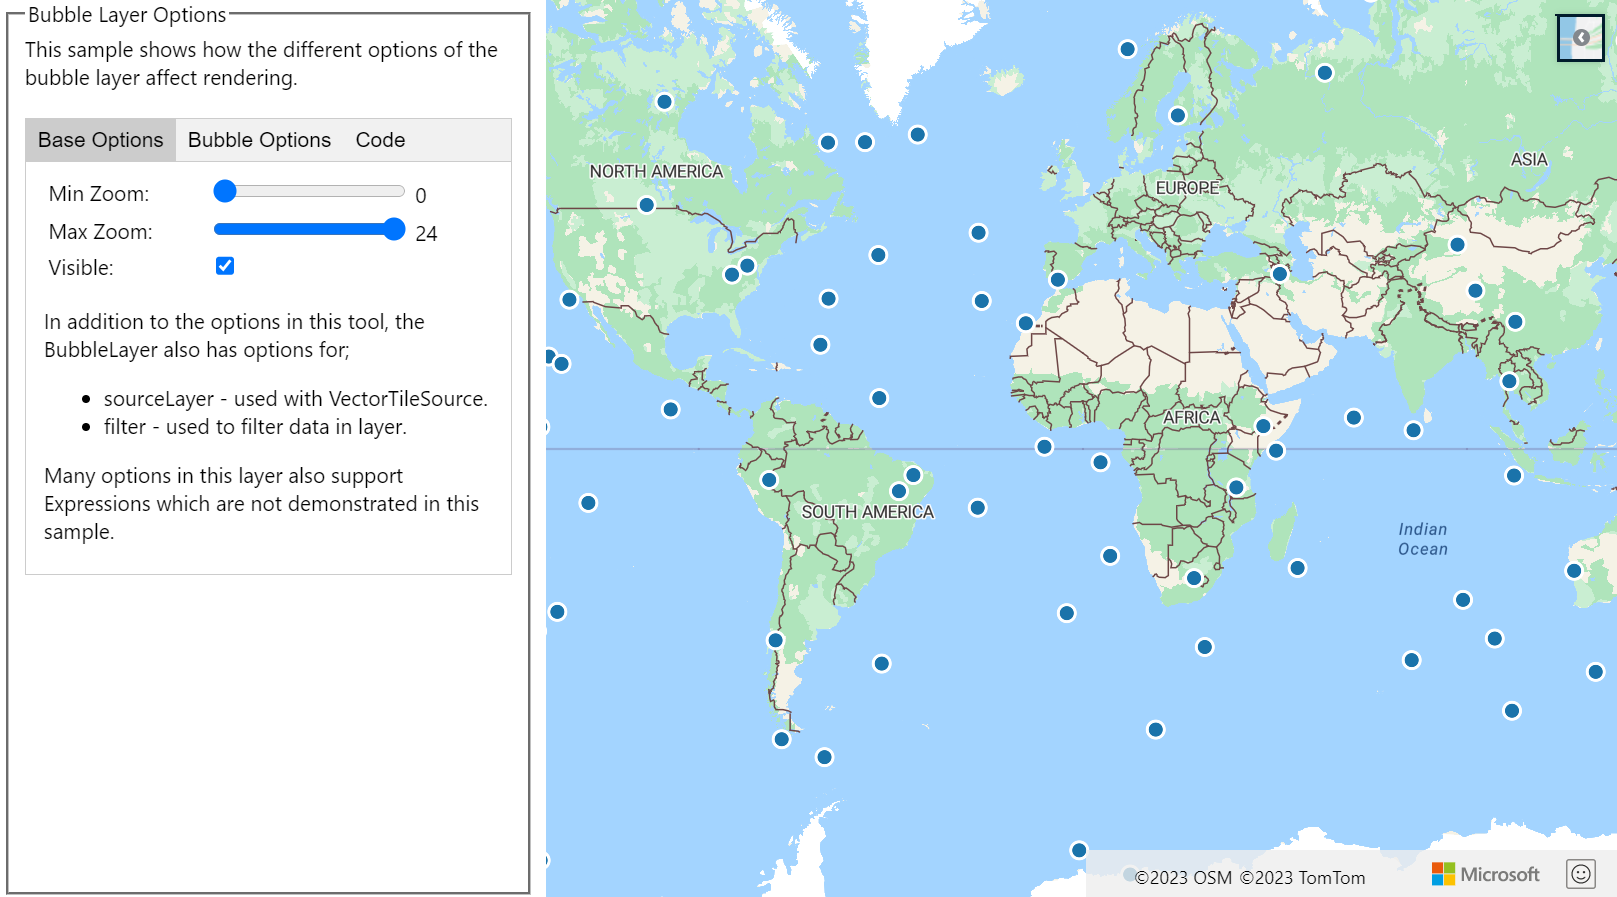 Bubble Layer Options
This sample shows how the different options of the
bubble layer affect rendering.
Base Options
Bubble Options
Code
Min Zoom:
0
Max Zoom:
24
Visible:
In addition to the options in this tool, the
BubbleLayer also has options for;
sourceLayer - used with VectorTileSource.
filter - used to filter data in layer.
Many options in this layer also support
Expressions which are not demonstrated in this
sample.
NORTH AMERICA
EUROPE
ASIA
AFRICA
SOUTH AMERICA
Indian
Ocean
©2023 OSM ©2023 TomTom
Microsoft